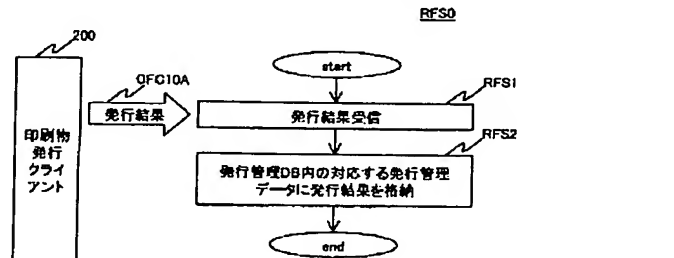 RFS0
200
OFC10A
start
RFS1
発行結果
発行結果受信
RFS2
印刷物
発行
クライ
アント
発行管理DB内の対応する発行管理
データに発行結果を格納
end